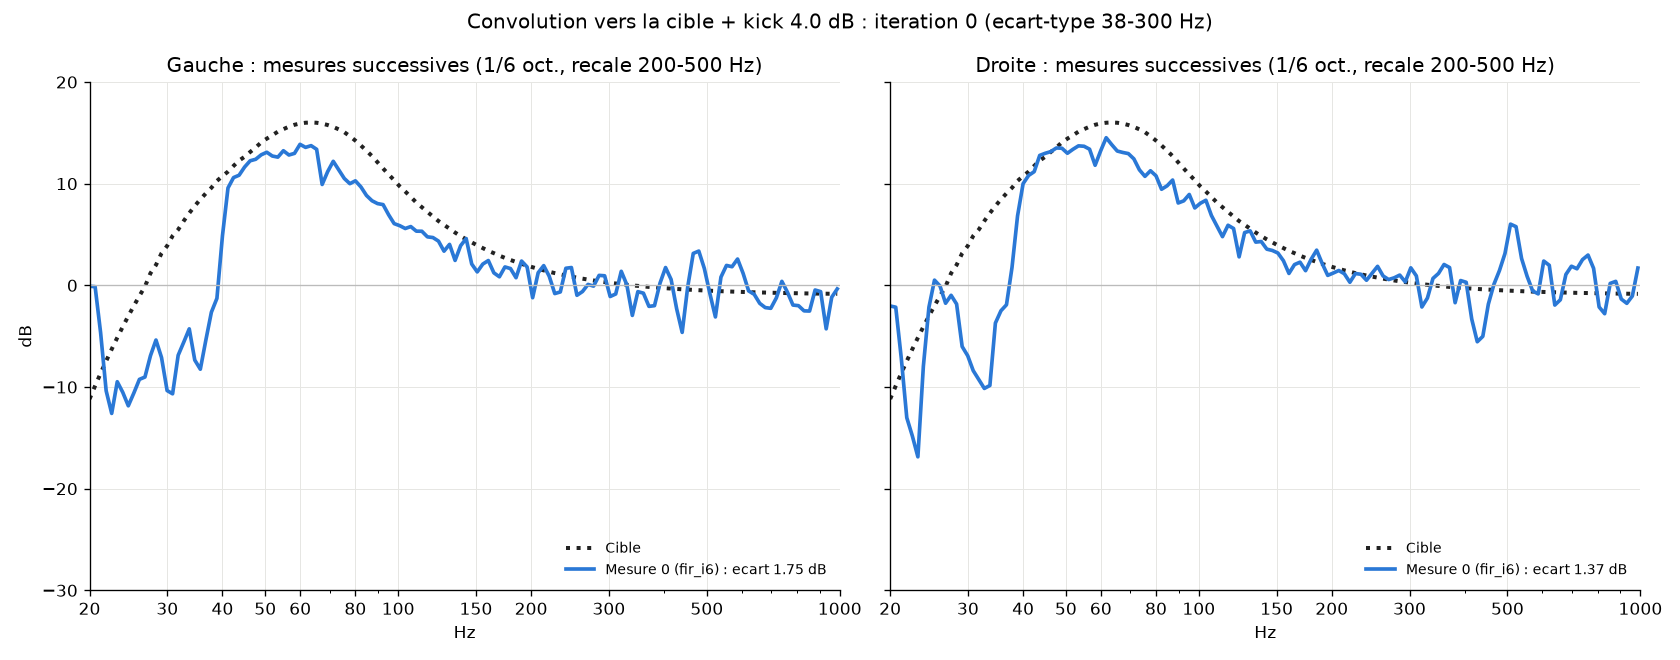 Convolution vers la cible + kick 4.0 dB : iteration 0 (ecart-type 38-300 Hz)
Gauche : mesures successives (1/6 oct., recale 200-500 Hz)
Droite : mesures successives (1/6 oct., recale 200-500 Hz)
20
10
0
−10
−20
−30
dB
Cible
Mesure 0 (fir_i6) : ecart 1.75 dB
Cible
Mesure 0 (fir_i6) : ecart 1.37 dB
20 30 40 50 60 80 100 150 200 300 500 1000
20 30 40 50 60 80 100 150 200 300 500 1000
Hz
Hz